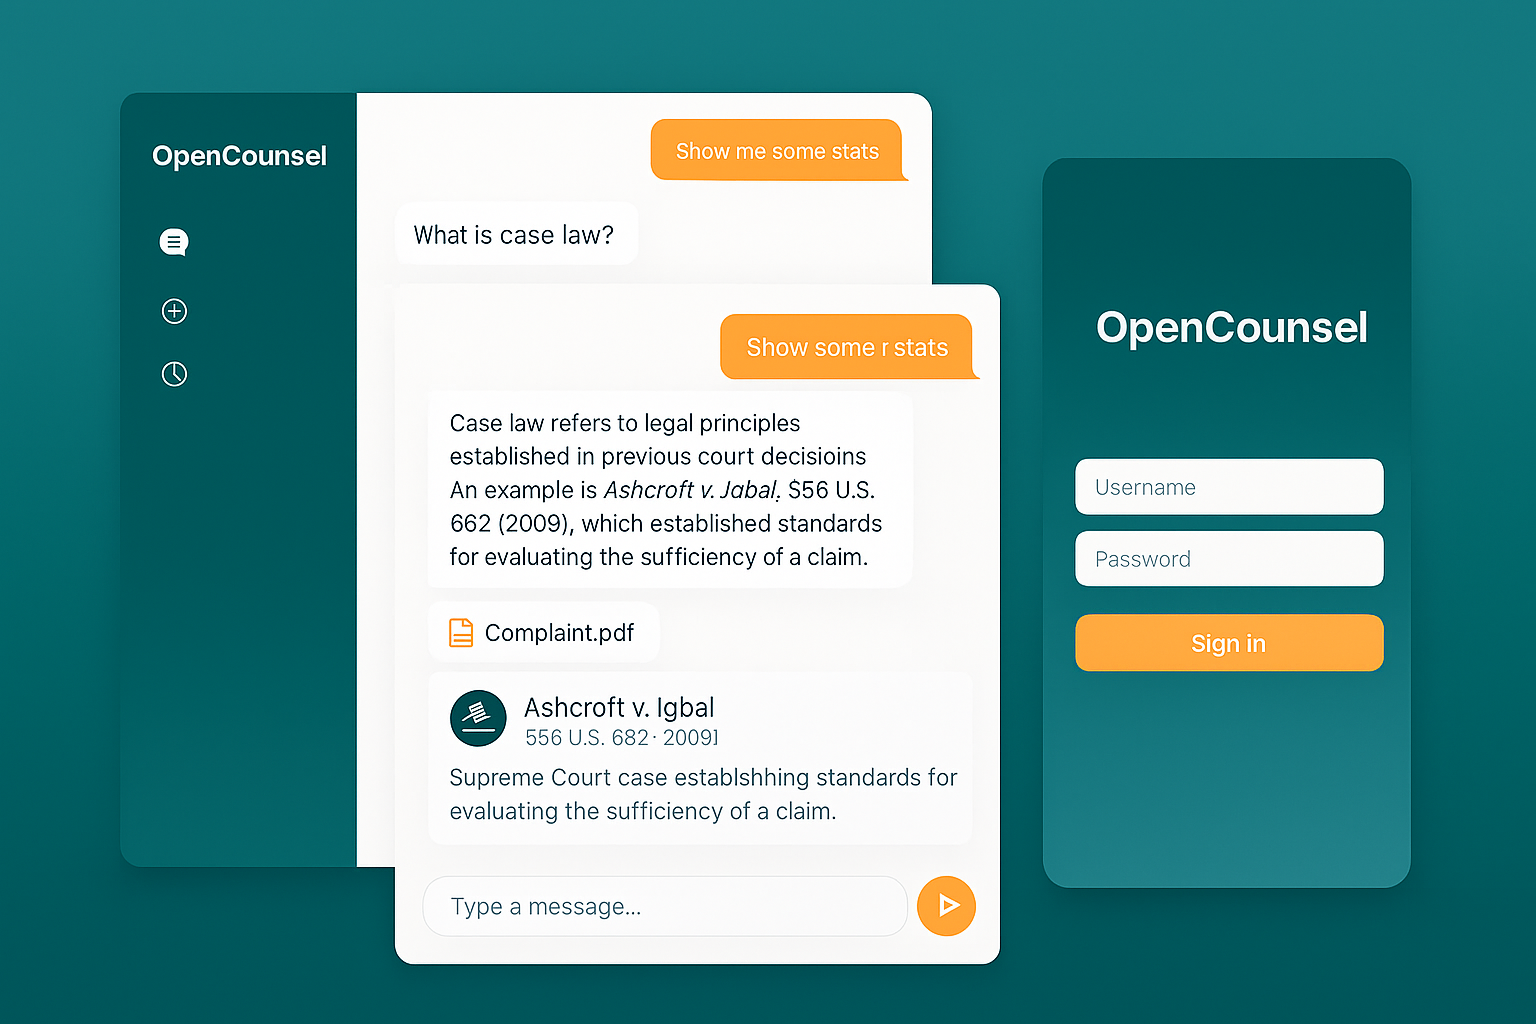 OpenCounsel
Show me some stats
What is case law?
Show some r stats
Case law refers to legal principles
established in previous court decisioins
An example is Ashcroft v. Jabal. $56 U.S.
662 (2009), which established standards
for evaluating the sufficiency of a claim.
Complaint.pdf
Ashcroft v. Igbal
556 U.S. 682· 2009]
Supreme Court case establshhing standards for
evaluating the sufficiency of a claim.
Type a message...
OpenCounsel
Username
Password
Sign in